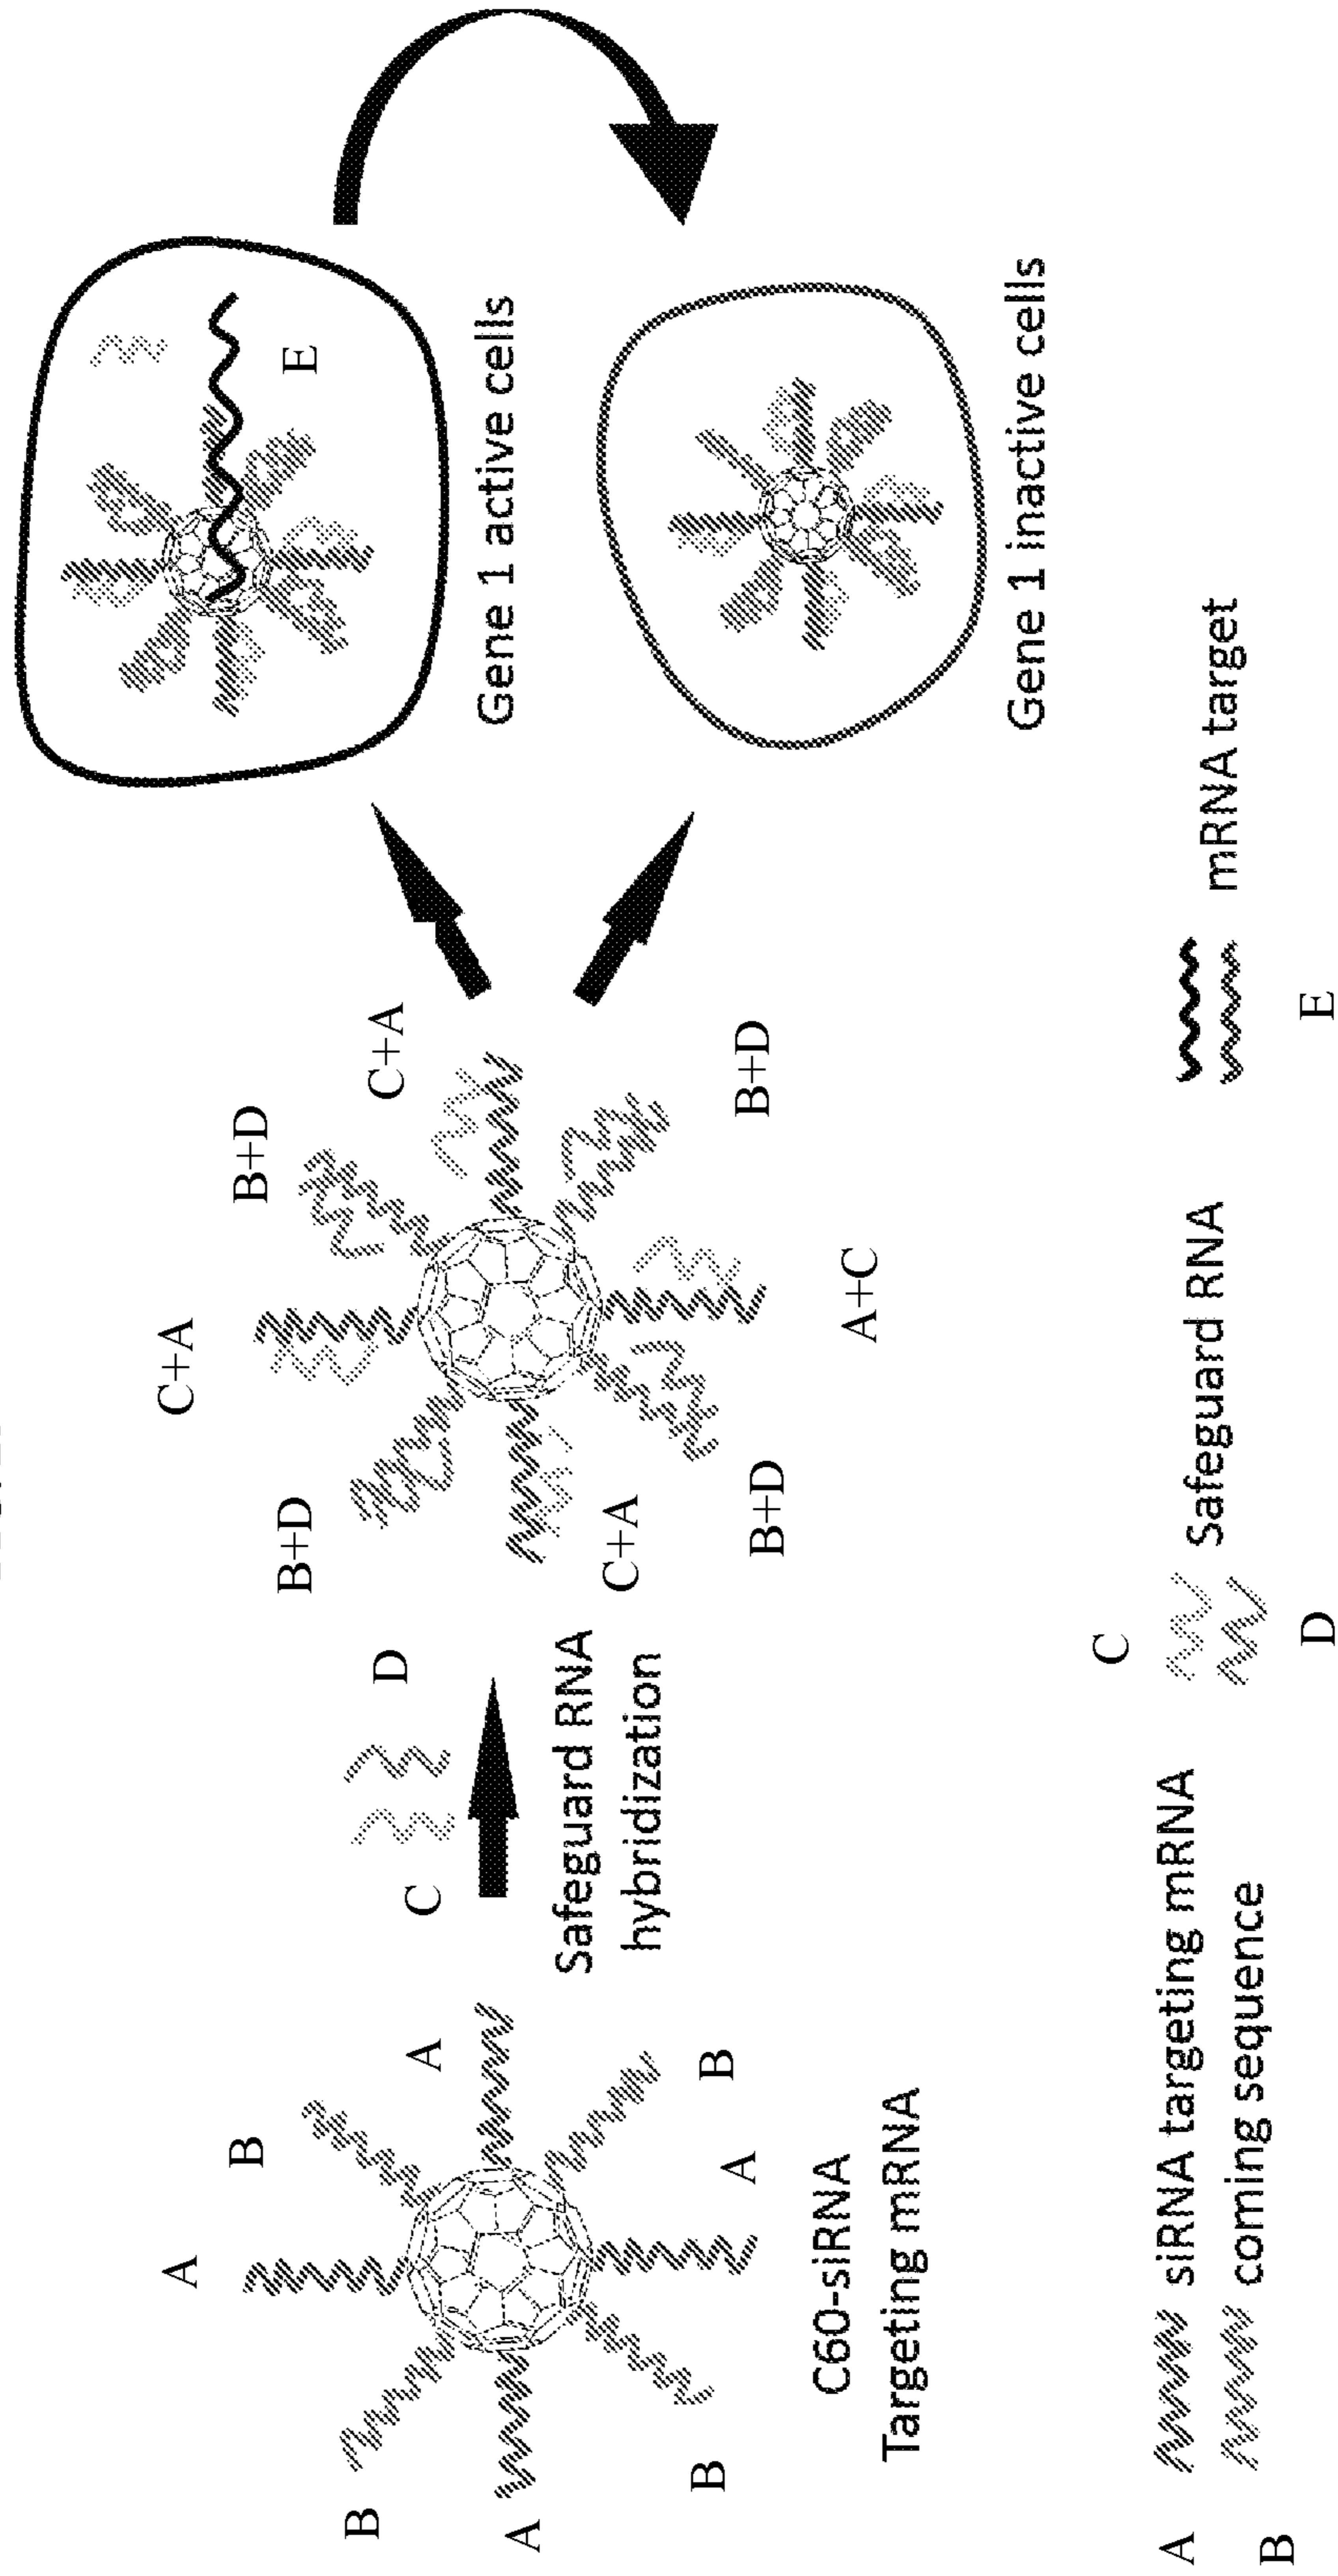 A
B
B
A
A
B
A
B
C60-siRNA
Targeting mRNA
C
D
Safeguard RNA
hybridization
C+A
B+D
B+D
C+A
C+A
B+D
A+C
B+D
E
Gene 1 active cells
Gene 1 inactive cells
A
siRNA targeting mRNA
B
coming sequence
C
Safeguard RNA
D
mRNA target
E